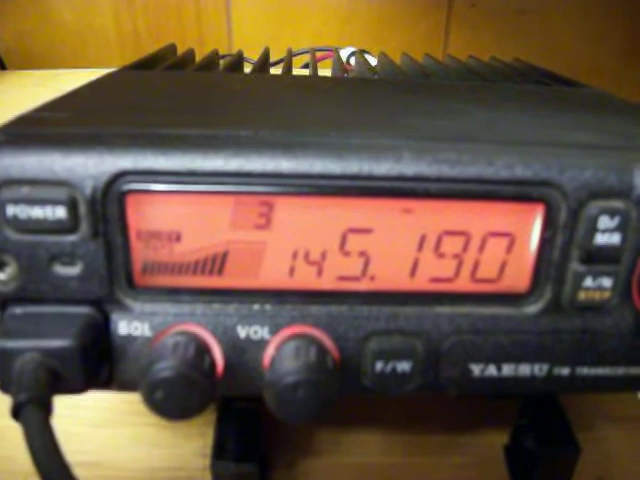 POWER
3
145.190
D/
MR
A/N
STEP
SQL
VOL
F/W
YAESU FM TRANSCEIVER